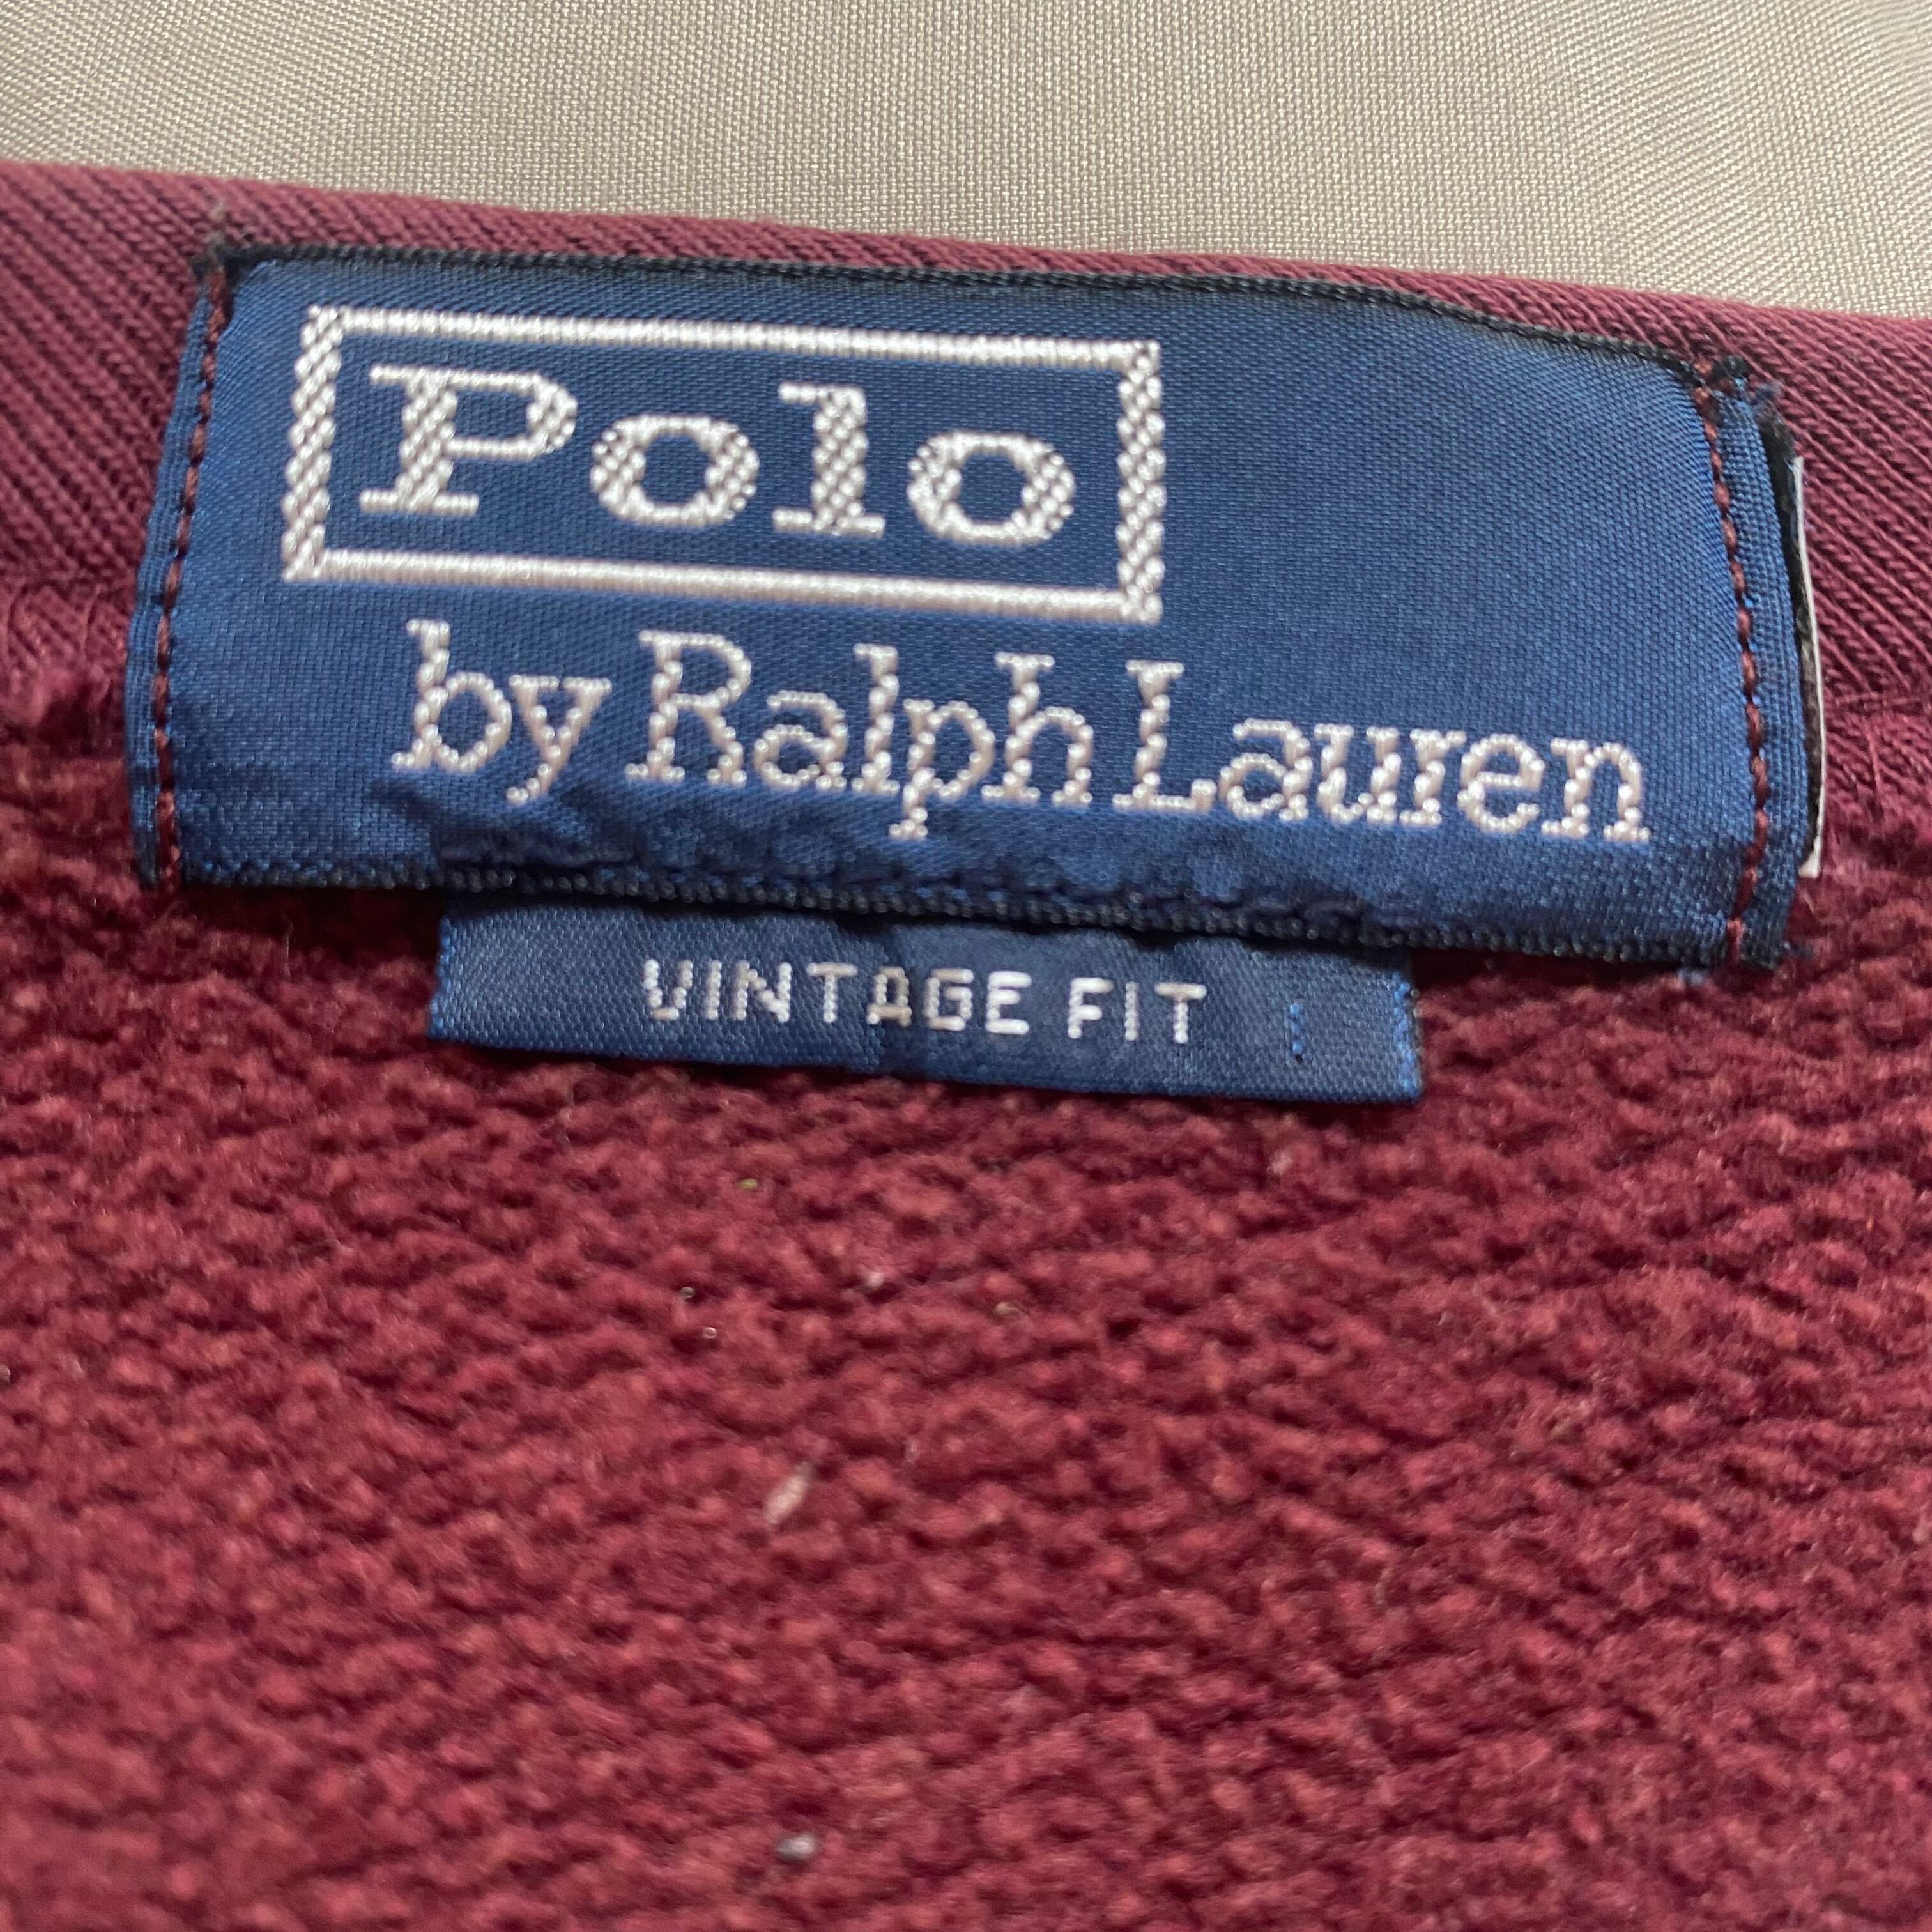 Polo
by Ralph Lauren
VINTAGE FIT